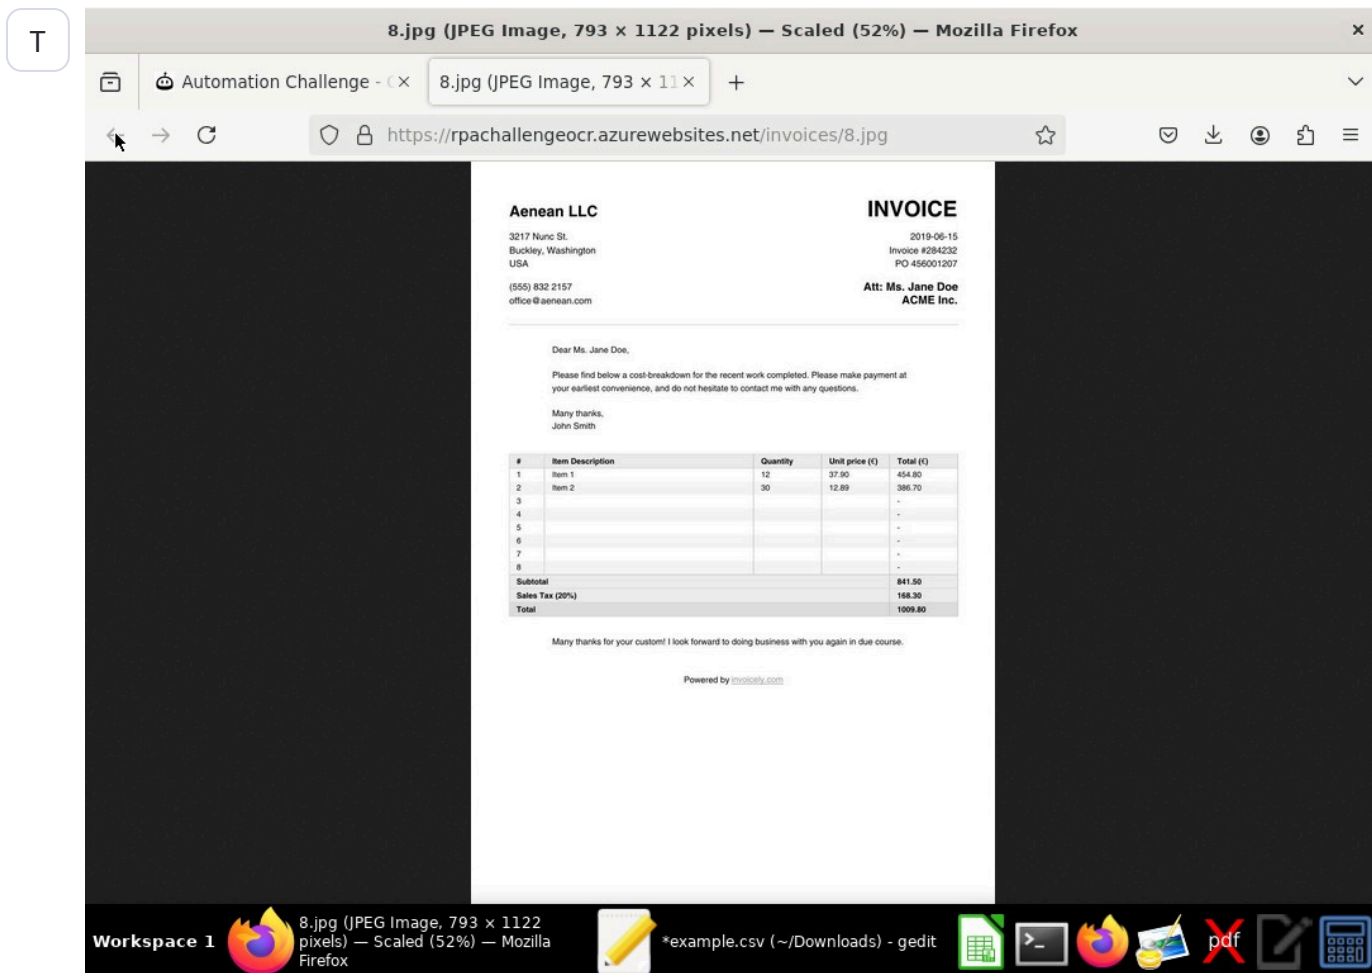 T
8.jpg (JPEG Image, 793 × 1122 pixels) — Scaled (52%) — Mozilla Firefox
Automation Challenge -
8.jpg (JPEG Image, 793 × 11
https://rpachallengeocr.azurewebsites.net/invoices/8.jpg
Aenean LLC INVOICE
3217 Nunc St. 2019-06-15
Buckley, Washington Invoice #284232
USA PO 456001207
(555) 832 2157 Att: Ms. Jane Doe
office@aenean.com ACME Inc.
Dear Ms. Jane Doe,
Please find below a cost-breakdown for the recent work completed. Please make payment at
your earliest convenience, and do not hesitate to contact me with any questions.
Many thanks,
John Smith
# Item Description Quantity Unit price (€) Total (€)
1 Item 1 12 37.90 454.80
2 Item 2 30 12.89 386.70
3 -
4 -
5 -
6 -
7 -
8 -
Subtotal 841.50
Sales Tax (20%) 168.30
Total 1009.80
Many thanks for your custom! I look forward to doing business with you again in due course.
Powered by invoicely.com
Workspace 1
8.jpg (JPEG Image, 793 × 1122
pixels) — Scaled (52%) — Mozilla
Firefox
*example.csv (~/Downloads) - gedit
pdf